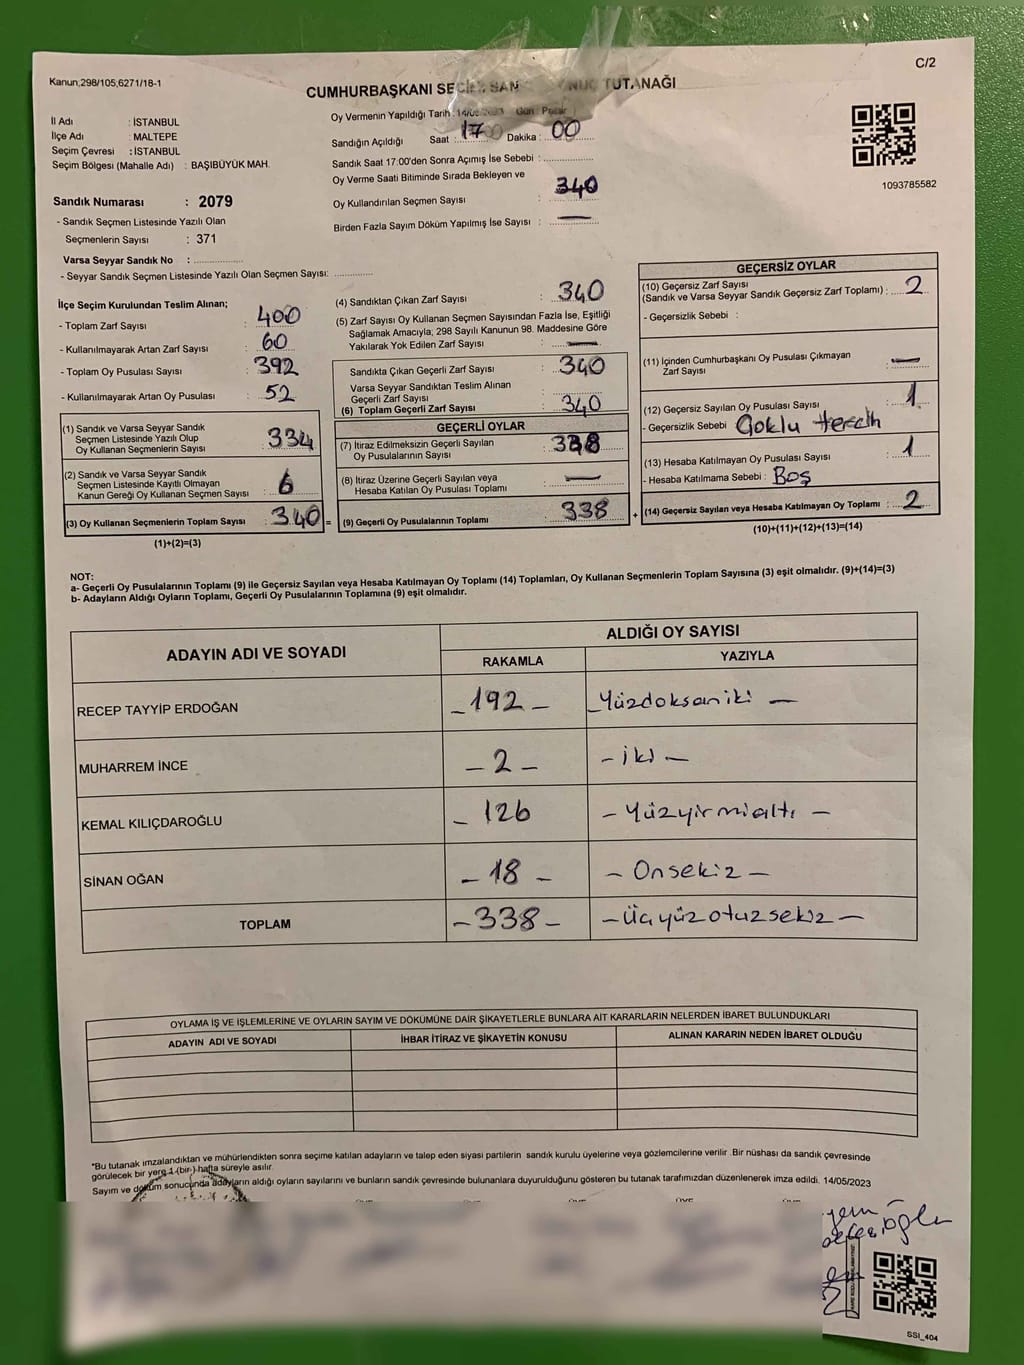 C/2
Kanun,298/105,6271/18-1
CUMHURBAŞKANI SEÇİM SAN TUTANAĞI
İl Adı : İSTANBUL
İlçe Adı : MALTEPE
Seçim Çevresi : İSTANBUL
Seçim Bölgesi (Mahalle Adı) : BAŞIBÜYÜK MAH.
Sandık Numarası : 2079
- Sandık Seçmen Listesinde Yazılı Olan
Seçmenlerin Sayısı : 371
Varsa Seyyar Sandık No :
- Seyyar Sandık Seçmen Listesinde Yazılı Olan Seçmen Sayısı:
Oy Vermenin Yapıldığı Tarih : 14/05/2023 Gün : Pazar
Sandığın Açıldığı Saat : 17 Dakika : 00
Sandık Saat 17:00'den Sonra Açımış İse Sebebi :
Oy Verme Saati Bitiminde Sırada Bekleyen ve
Oy Kullandırılan Seçmen Sayısı : 340
Birden Fazla Sayım Döküm Yapılmış İse Sayısı : —
1093785582
İlçe Seçim Kurulundan Teslim Alınan;
- Toplam Zarf Sayısı : 400
- Kullanılmayarak Artan Zarf Sayısı : 60
- Toplam Oy Pusulası Sayısı : 392
- Kullanılmayarak Artan Oy Pusulası : 52
(1) Sandık ve Varsa Seyyar Sandık
Seçmen Listesinde Yazılı Olup
Oy Kullanan Seçmenlerin Sayısı : 334
(2) Sandık ve Varsa Seyyar Sandık
Seçmen Listesinde Kayıtlı Olmayan
Kanun Gereği Oy Kullanan Seçmen Sayısı : 6
(3) Oy Kullanan Seçmenlerin Toplam Sayısı : 340 =
(1)+(2)=(3)
(4) Sandıktan Çıkan Zarf Sayısı : 340
(5) Zarf Sayısı Oy Kullanan Seçmen Sayısından Fazla İse, Eşitliği
Sağlamak Amacıyla; 298 Sayılı Kanunun 98. Maddesine Göre
Yakılarak Yok Edilen Zarf Sayısı : —
Sandıkta Çıkan Geçerli Zarf Sayısı : 340
Varsa Seyyar Sandıktan Teslim Alınan
Geçerli Zarf Sayısı :
(6) Toplam Geçerli Zarf Sayısı : 340
GEÇERLİ OYLAR
(7) İtiraz Edilmeksizin Geçerli Sayılan
Oy Pusulalarının Sayısı : 338
(8) İtiraz Üzerine Geçerli Sayılan veya
Hesaba Katılan Oy Pusulası Toplamı : —
(9) Geçerli Oy Pusulalarının Toplamı : 338 +
GEÇERSİZ OYLAR
(10) Geçersiz Zarf Sayısı
(Sandık ve Varsa Seyyar Sandık Geçersiz Zarf Toplamı) : 2
- Geçersizlik Sebebi :
(11) İçinden Cumhurbaşkanı Oy Pusulası Çıkmayan
Zarf Sayısı : —
(12) Geçersiz Sayılan Oy Pusulası Sayısı : 1
- Geçersizlik Sebebi : Çoklu tercih
(13) Hesaba Katılmayan Oy Pusulası Sayısı : 1
- Hesaba Katılmama Sebebi : Boş
(14) Geçersiz Sayılan veya Hesaba Katılmayan Oy Toplamı : 2
(10)+(11)+(12)+(13)=(14)
NOT:
a- Geçerli Oy Pusulalarının Toplamı (9) ile Geçersiz Sayılan veya Hesaba Katılmayan Oy Toplamı (14) Toplamları, Oy Kullanan Seçmenlerin Toplam Sayısına (3) eşit olmalıdır. (9)+(14)=(3)
b- Adayların Aldığı Oyların Toplamı, Geçerli Oy Pusulalarının Toplamına (9) eşit olmalıdır.
ADAYIN ADI VE SOYADI
ALDIĞI OY SAYISI
RAKAMLA YAZIYLA
RECEP TAYYİP ERDOĞAN - 192 - - Yüzdoksaniki -
MUHARREM İNCE - 2 - - iki -
KEMAL KILIÇDAROĞLU - 126 - Yüzyirmialtı -
SİNAN OĞAN - 18 - - Onsekiz -
TOPLAM - 338 - - Üçyüzotuzsekiz -
OYLAMA İŞ VE İŞLEMLERİNE VE OYLARIN SAYIM VE DÖKÜMÜNE DAİR ŞİKAYETLERLE BUNLARA AİT KARARLARIN NELERDEN İBARET BULUNDUKLARI
ADAYIN ADI VE SOYADI İHBAR İTİRAZ VE ŞİKAYETİN KONUSU ALINAN KARARIN NEDEN İBARET OLDUĞU
*Bu tutanak imzalandıktan ve mühürlendikten sonra seçime katılan adayların ve talep eden siyasi partilerin sandık kurulu üyelerine veya gözlemcilerine verilir .Bir nüshası da sandık çevresinde
görülecek bir yere 1 (bir) hafta süreyle asılır.
Sayım ve döküm sonucunda adayların aldığı oyların sayılarını ve bunların sandık çevresinde bulunanlara duyurulduğunu gösteren bu tutanak tarafımızdan düzenlenerek imza edildi. 14/05/2023
SSI_404